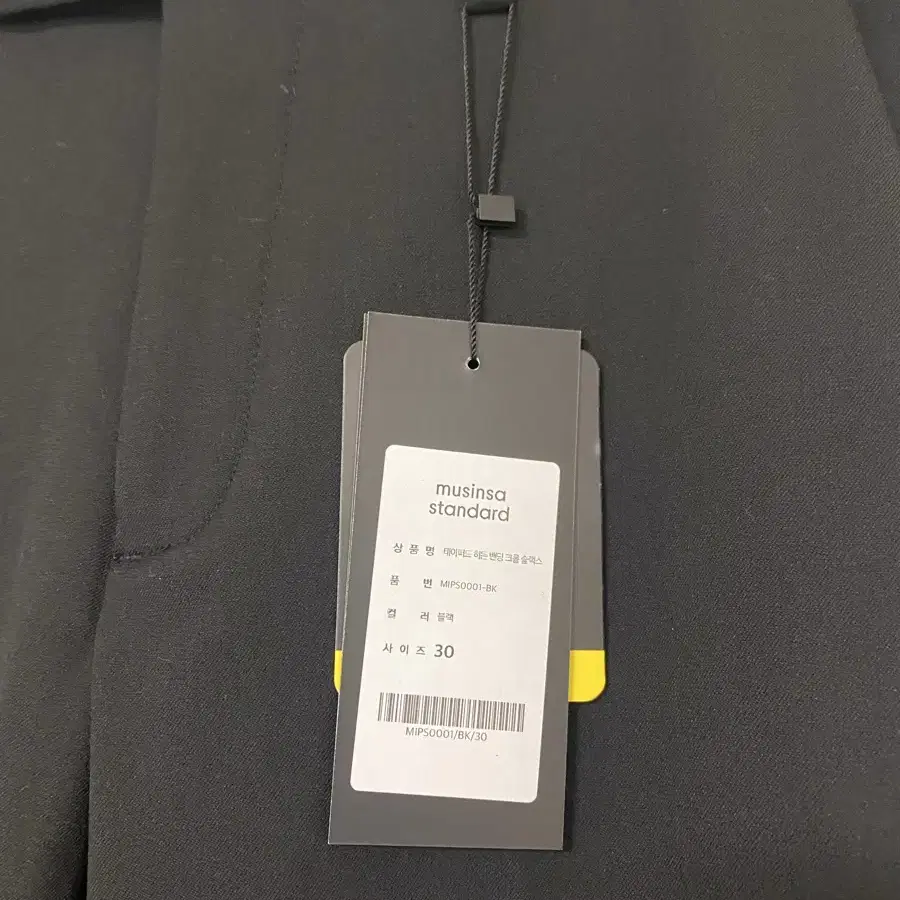 musinsa
standard
상 품 명 테이퍼드 히든 밴딩 크롭 슬랙스
품 번 MIPS0001-BK
컬 러 블랙
사 이 즈 30
MIPS0001/BK/30